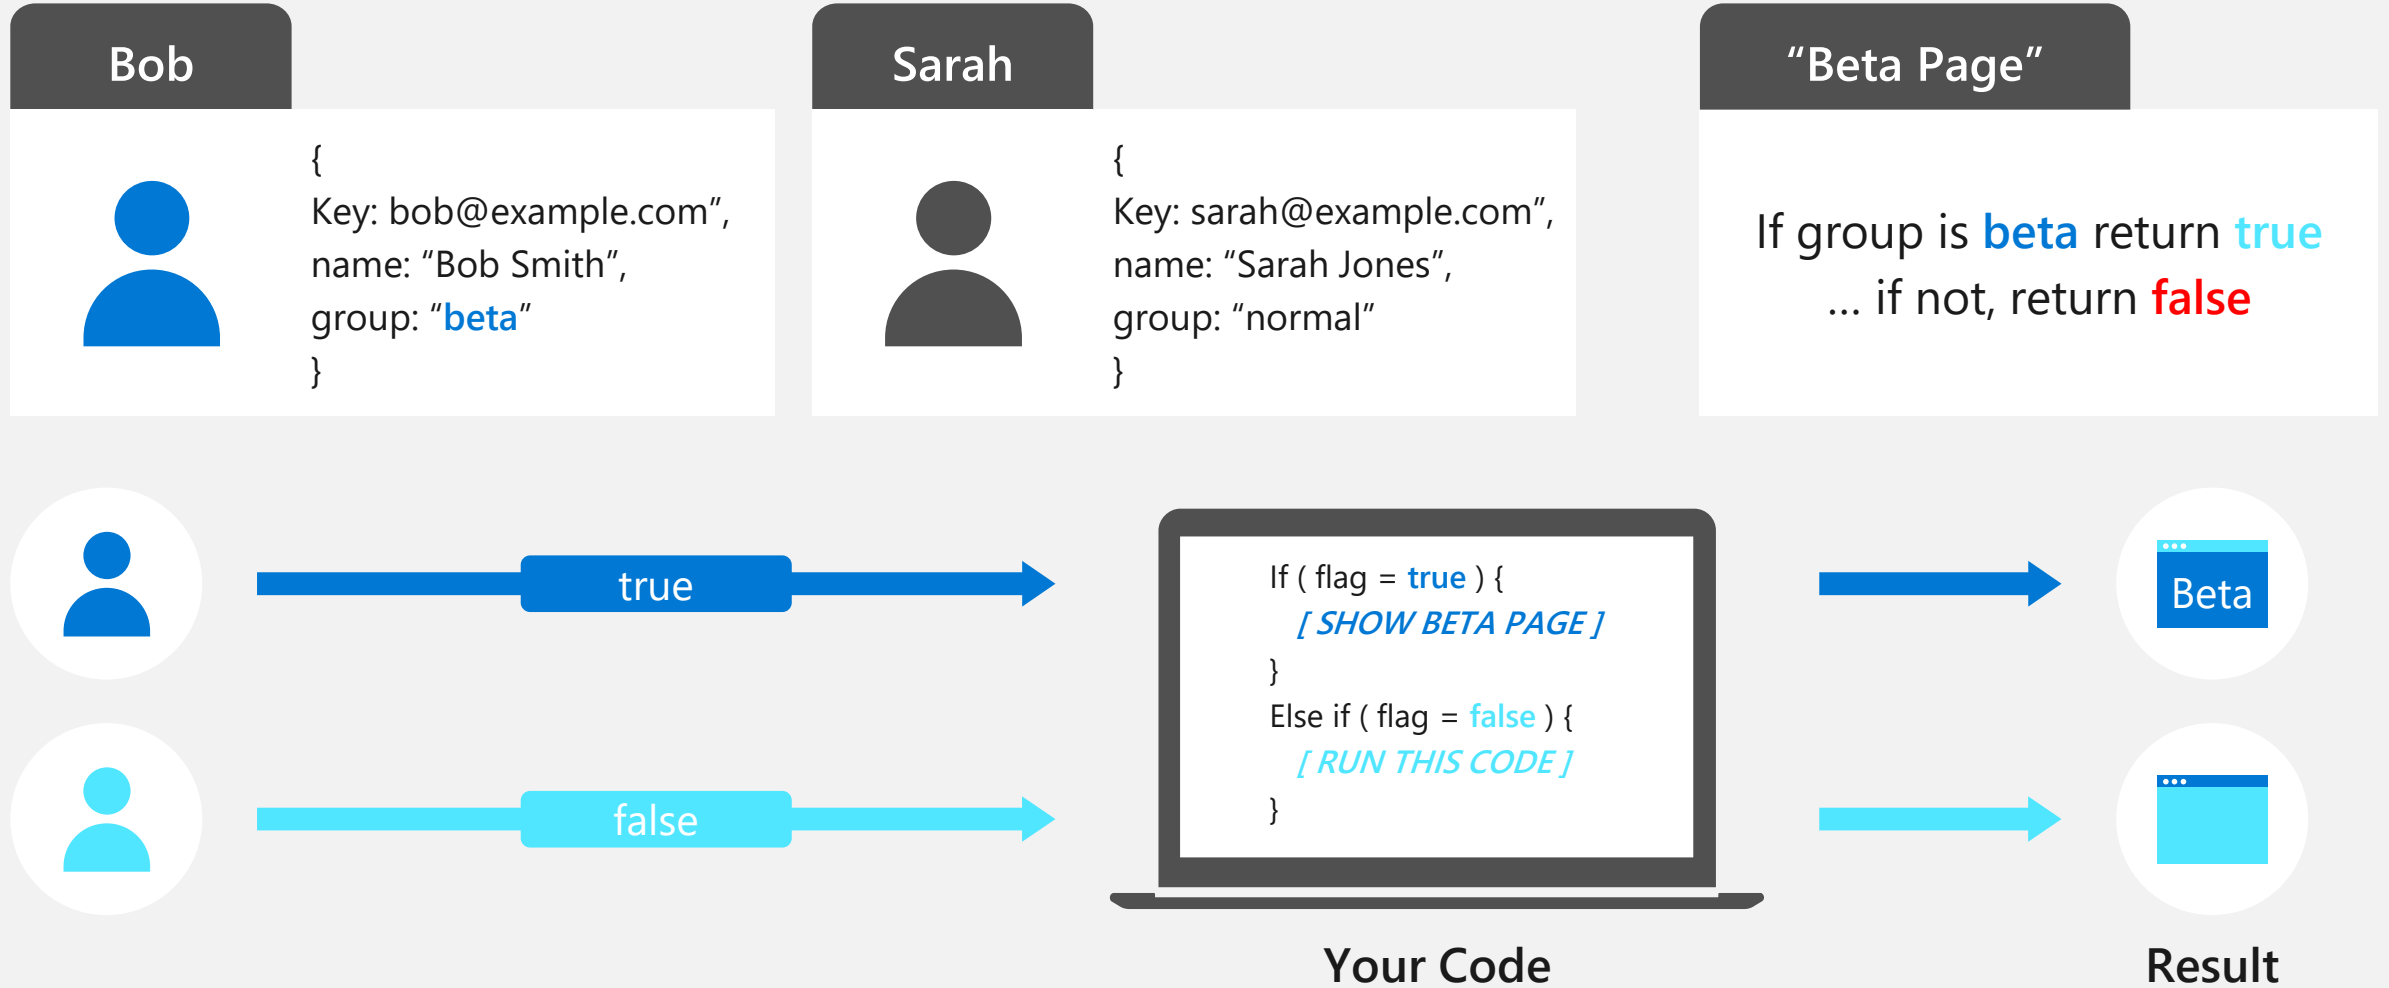 Bob
{
Key: bob@example.com”,
name: “Bob Smith”,
group: “beta”
}
Sarah
{
Key: sarah@example.com”,
name: “Sarah Jones”,
group: “normal”
}
“Beta Page”
If group is beta return true
... if not, return false
true
false
If ( flag = true ) {
[ SHOW BETA PAGE ]
}
Else if ( flag = false ) {
[ RUN THIS CODE ]
}
Your Code
Beta
Result